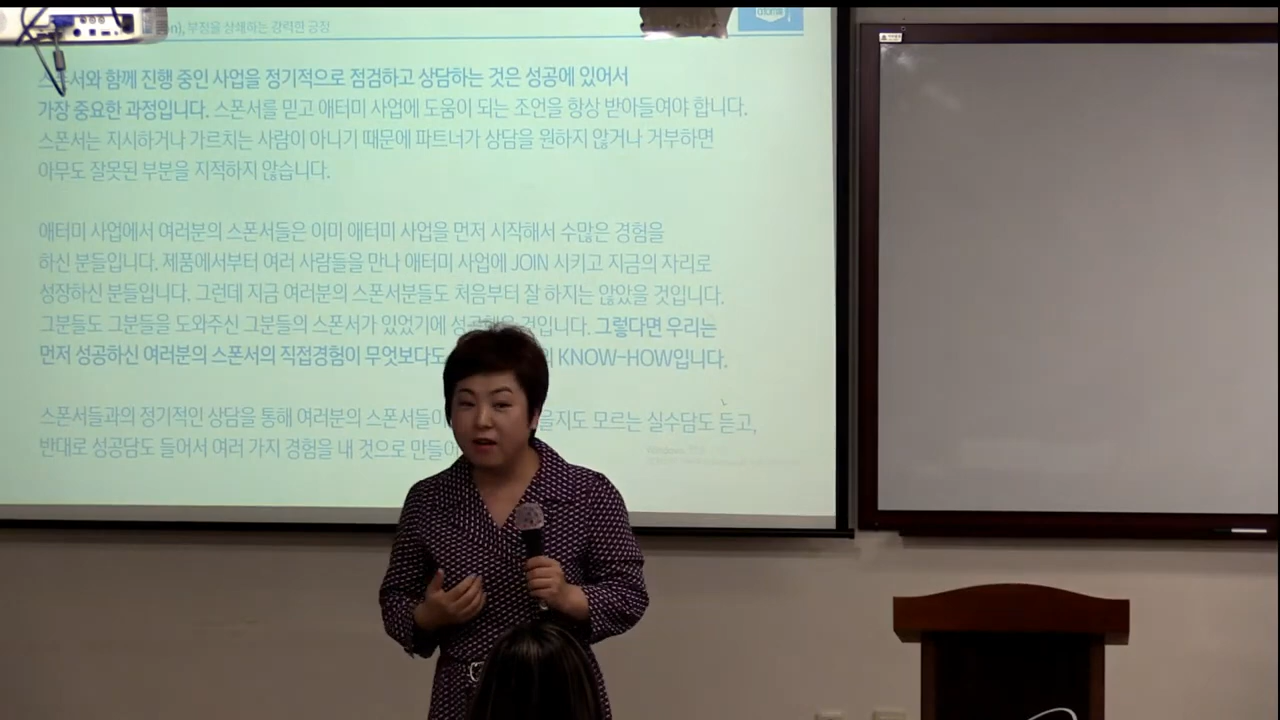 부정을 상쇄하는 강력한 긍정
스폰서와 함께 진행 중인 사업을 정기적으로 점검하고 상담하는 것은 성공에 있어서
가장 중요한 과정입니다. 스폰서를 믿고 애터미 사업에 도움이 되는 조언을 항상 받아들여야 합니다.
스폰서는 지시하거나 가르치는 사람이 아니기 때문에 파트너가 상담을 원하지 않거나 거부하면
아무도 잘못된 부분을 지적하지 않습니다.
애터미 사업에서 여러분의 스폰서들은 이미 애터미 사업을 먼저 시작해서 수많은 경험을
하신 분들입니다. 제품에서부터 여러 사람들을 만나 애터미 사업에 JOIN 시키고 지금의 자리로
성장하신 분들입니다. 그런데 지금 여러분의 스폰서분들도 처음부터 잘 하지는 않았을 것입니다.
그분들도 그분들을 도와주신 그분들의 스폰서가 있었기에 것입니다. 그렇다면 우리는
먼저 성공하신 여러분의 스폰서의 직접경험이 무엇보다도 KNOW-HOW입니다.
스폰서들과의 정기적인 상담을 통해 여러분의 스폰서들이 모르는 실수담도 듣고,
반대로 성공담도 들어서 여러 가지 경험을 내 것으로